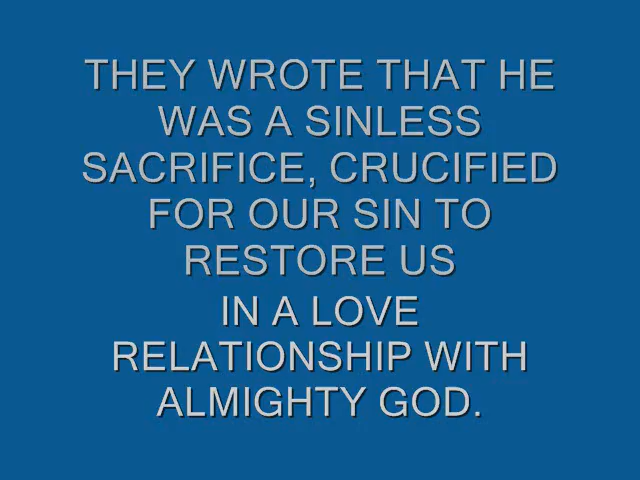 THEY WROTE THAT HE
WAS A SINLESS
SACRIFICE, CRUCIFIED
FOR OUR SIN TO
RESTORE US
IN A LOVE
RELATIONSHIP WITH
ALMIGHTY GOD.